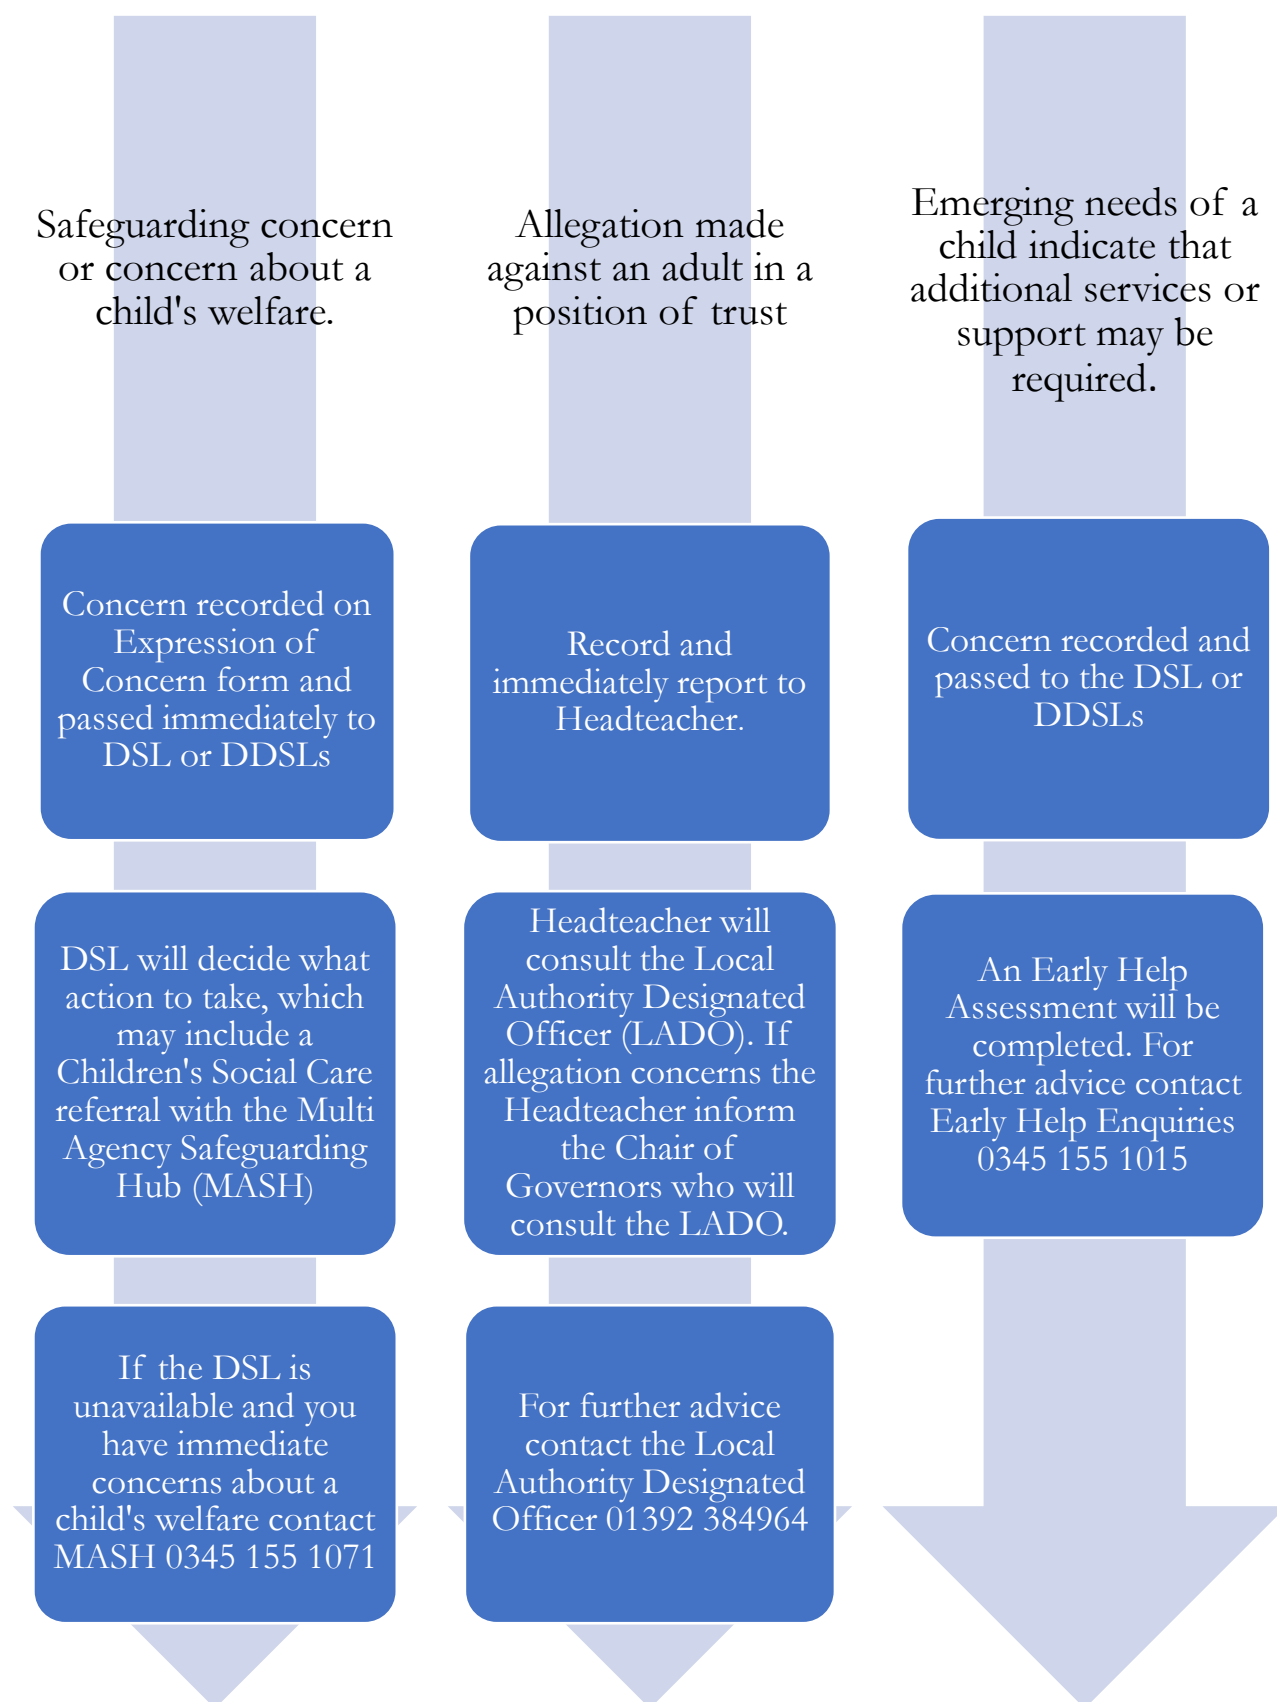 Safeguarding concern
or concern about a
child's welfare.
Concern recorded on
Expression of
Concern form and
passed immediately to
DSL or DDSLs
DSL will decide what
action to take, which
may include a
Children's Social Care
referral with the Multi
Agency Safeguarding
Hub (MASH)
If the DSL is
unavailable and you
have immediate
concerns about a
child's welfare contact
MASH 0345 155 1071
Allegation made
against an adult in a
position of trust
Record and
immediately report to
Headteacher.
Headteacher will
consult the Local
Authority Designated
Officer (LADO). If
allegation concerns the
Headteacher inform
the Chair of
Governors who will
consult the LADO.
For further advice
contact the Local
Authority Designated
Officer 01392 384964
Emerging needs of a
child indicate that
additional services or
support may be
required.
Concern recorded and
passed to the DSL or
DDSLs
An Early Help
Assessment will be
completed. For
further advice contact
Early Help Enquiries
0345 155 1015